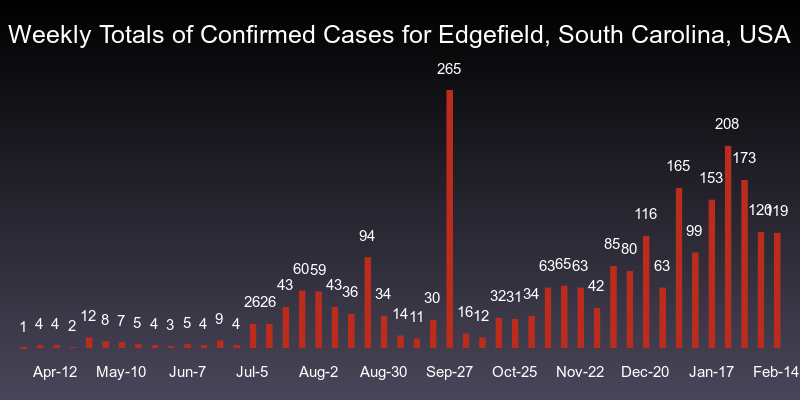 Weekly Totals of Confirmed Cases for Edgefield, South Carolina, USA
1 4 4 2 12 8 7 5 4 3 5 4 9 4 26 26 43 60 59 43 36 94 34 14 11 30 265 16 12 32 31 34 63 65 63 42 85 80 116 63 165 99 153 208 173 120 119
Apr-12 May-10 Jun-7 Jul-5 Aug-2 Aug-30 Sep-27 Oct-25 Nov-22 Dec-20 Jan-17 Feb-14